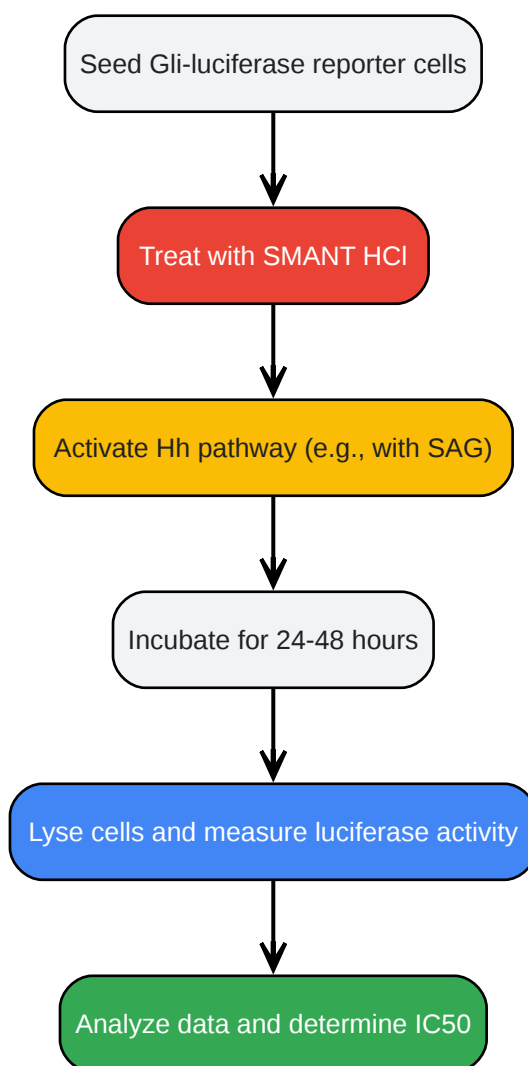 Seed Gli-luciferase reporter cells
Treat with SMANT HCl
Activate Hh pathway (e.g., with SAG)
Incubate for 24-48 hours
Lyse cells and measure luciferase activity
Analyze data and determine IC50